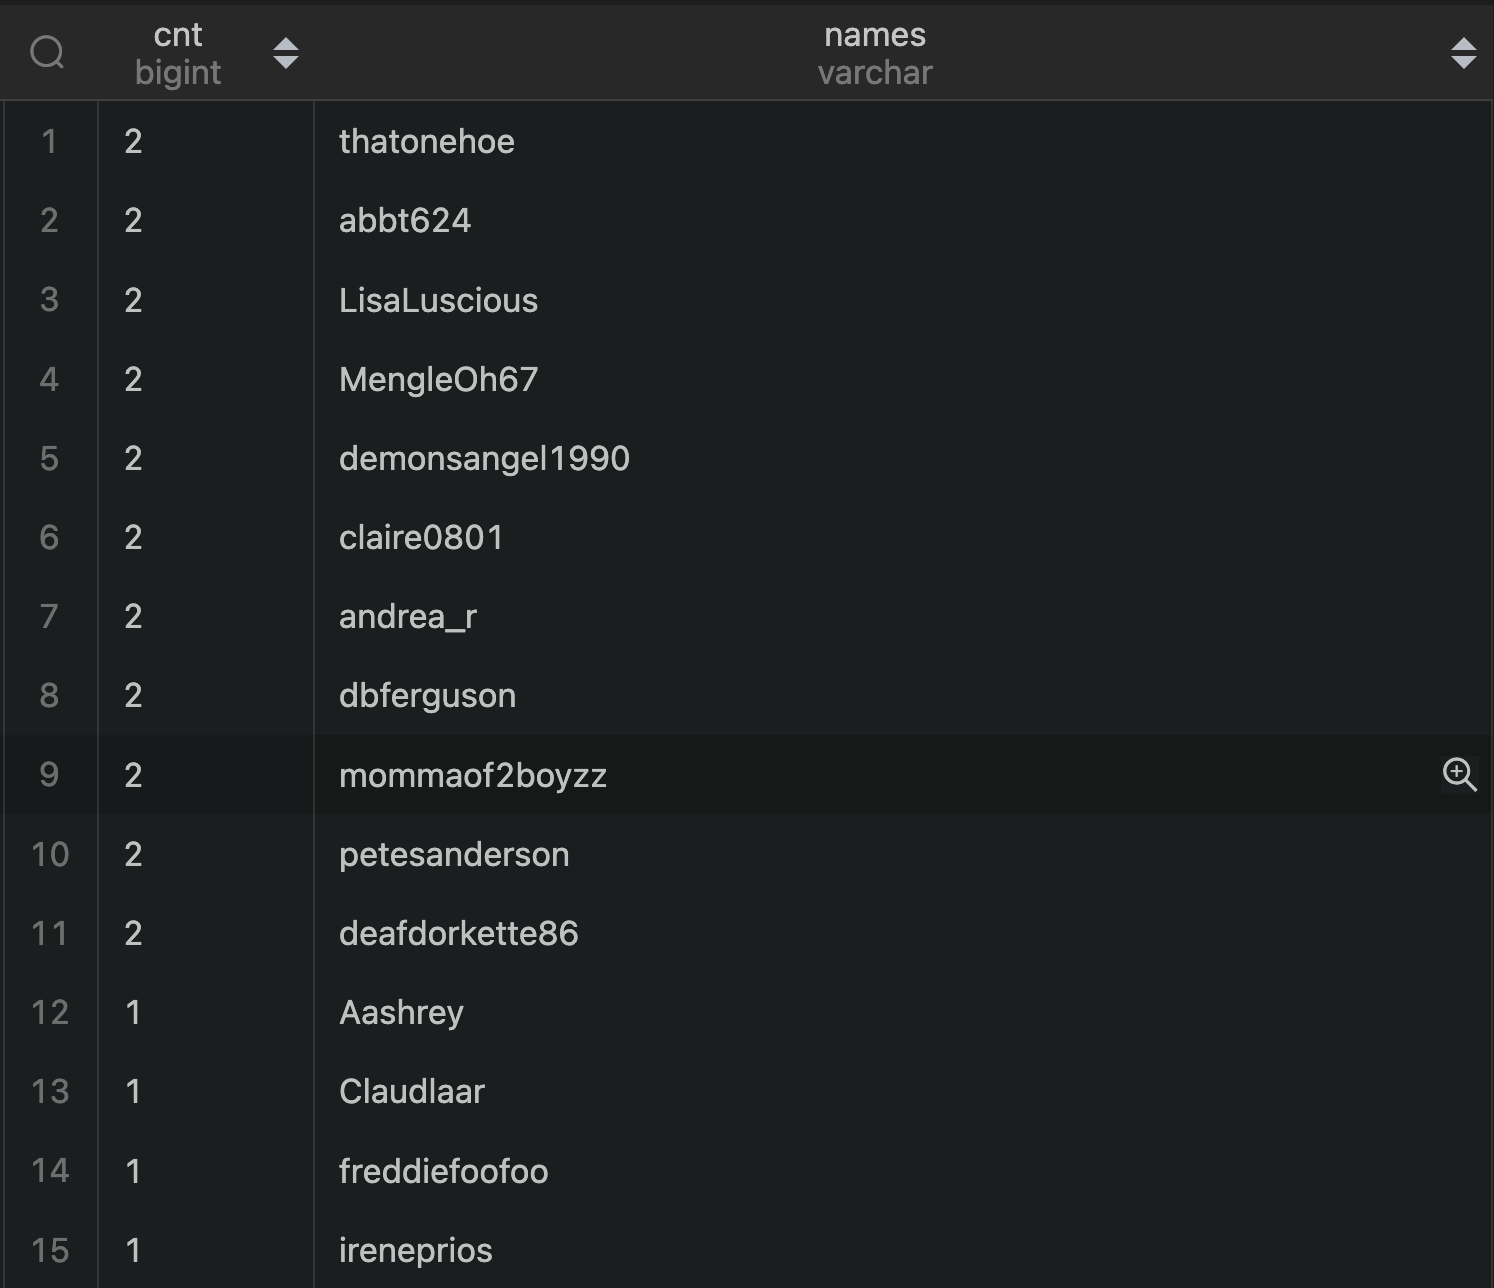 cnt names
bigint varchar
1 2 thatonehoe
2 2 abbt624
3 2 LisaLuscious
4 2 MengleOh67
5 2 demonsangel1990
6 2 claire0801
7 2 andrea_r
8 2 dbferguson
9 2 mommaof2boyzz
10 2 petesanderson
11 2 deafdorkette86
12 1 Aashrey
13 1 Claudlaar
14 1 freddiefoofoo
15 1 ireneprios